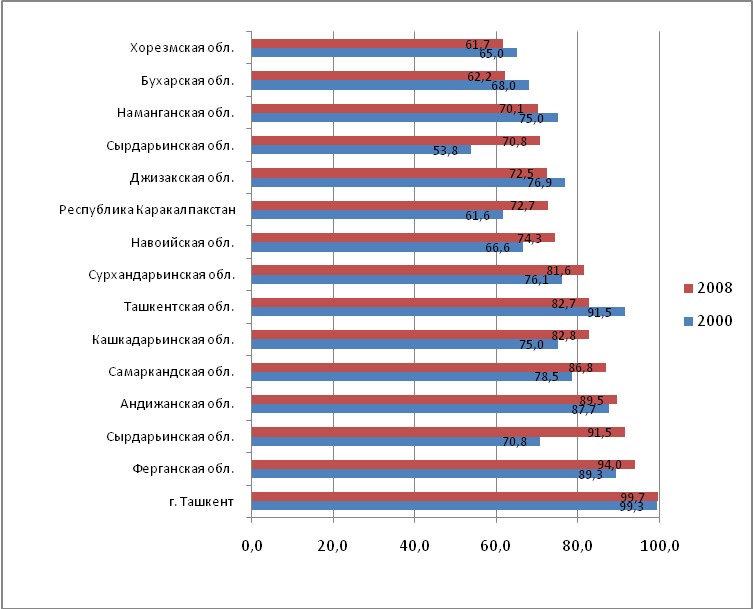 Хорезмская обл.
61,7
65,0
Бухарская обл.
62,2
68,0
Наманганская обл.
70,1
75,0
Сырдарьинская обл.
70,8
53,8
Джизакская обл.
72,5
76,9
Республика Каракалпакстан
72,7
61,6
Навоийская обл.
74,3
66,6
Сурхандарьинская обл.
81,6
76,1
Ташкентская обл.
82,7
91,5
Кашкадарьинская обл.
82,8
75,0
Самаркандская обл.
86,8
78,5
Андижанская обл.
89,5
87,7
Сырдарьинская обл.
91,5
70,8
Ферганская обл.
94,0
89,3
г. Ташкент
99,7
99,3
0,0 20,0 40,0 60,0 80,0 100,0
2008
2000